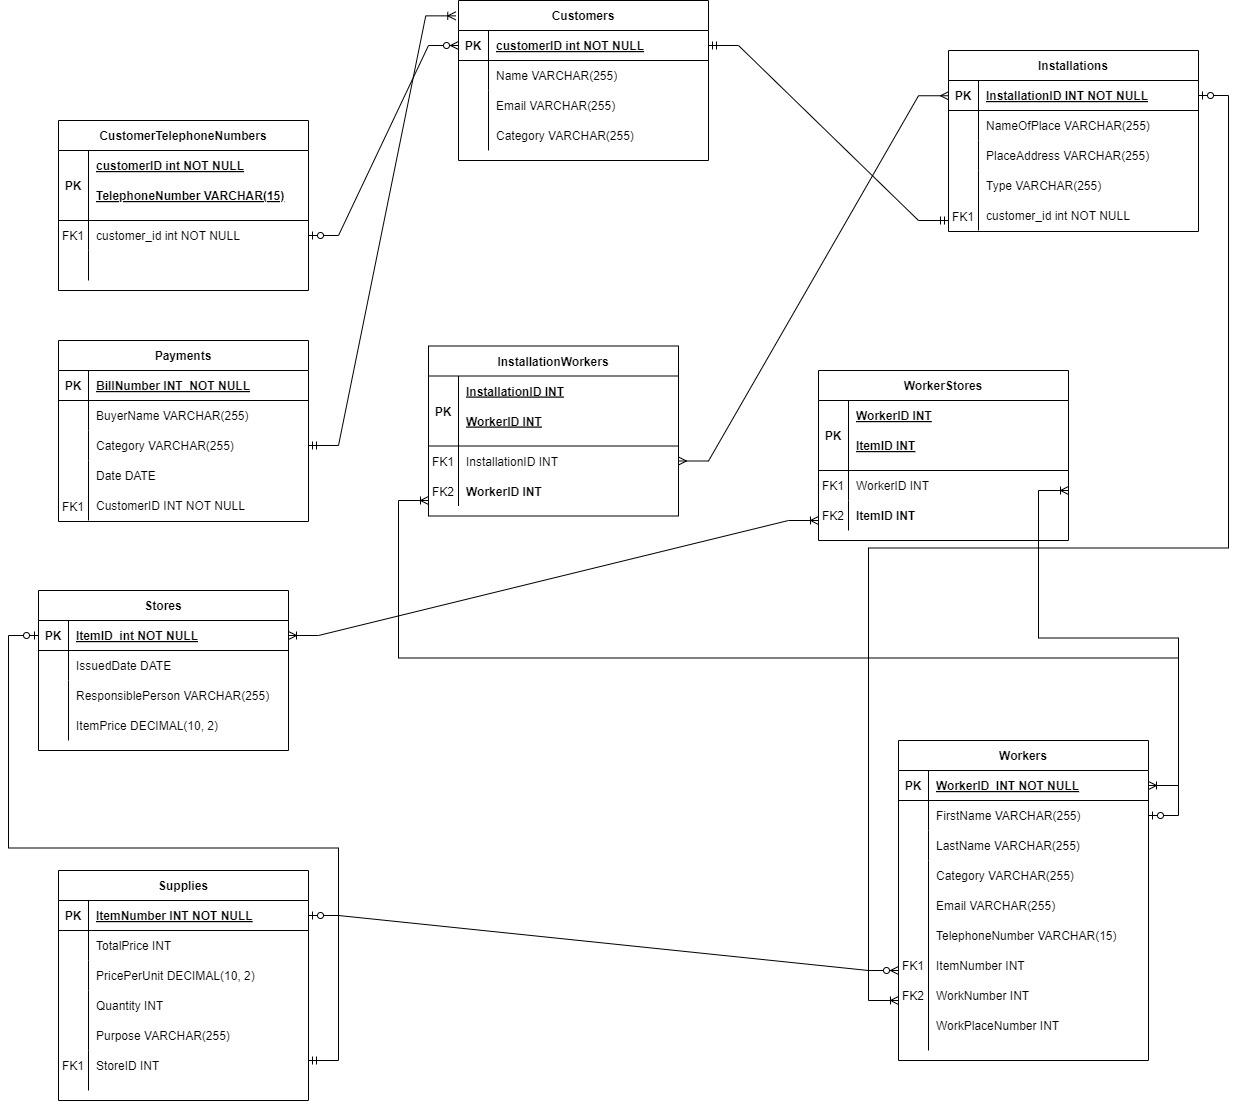 Customers
PK customerID int NOT NULL
Name VARCHAR(255)
Email VARCHAR(255)
Category VARCHAR(255)
Installations
PK InstallationID INT NOT NULL
NameOfPlace VARCHAR(255)
PlaceAddress VARCHAR(255)
Type VARCHAR(255)
FK1 customer_id int NOT NULL
CustomerTelephoneNumbers
PK
customerID int NOT NULL
TelephoneNumber VARCHAR(15)
FK1 customer_id int NOT NULL
Payments
PK BillNumber INT NOT NULL
BuyerName VARCHAR(255)
Category VARCHAR(255)
Date DATE
FK1 CustomerID INT NOT NULL
InstallationWorkers
PK
InstallationID INT
WorkerID INT
FK1 InstallationID INT
FK2 WorkerID INT
WorkerStores
PK
WorkerID INT
ItemID INT
FK1 WorkerID INT
FK2 ItemID INT
Stores
PK ItemID int NOT NULL
IssuedDate DATE
ResponsiblePerson VARCHAR(255)
ItemPrice DECIMAL(10, 2)
Workers
PK WorkerID INT NOT NULL
FirstName VARCHAR(255)
LastName VARCHAR(255)
Category VARCHAR(255)
Email VARCHAR(255)
TelephoneNumber VARCHAR(15)
FK1 ItemNumber INT
FK2 WorkNumber INT
WorkPlaceNumber INT
Supplies
PK ItemNumber INT NOT NULL
TotalPrice INT
PricePerUnit DECIMAL(10, 2)
Quantity INT
Purpose VARCHAR(255)
FK1 StoreID INT